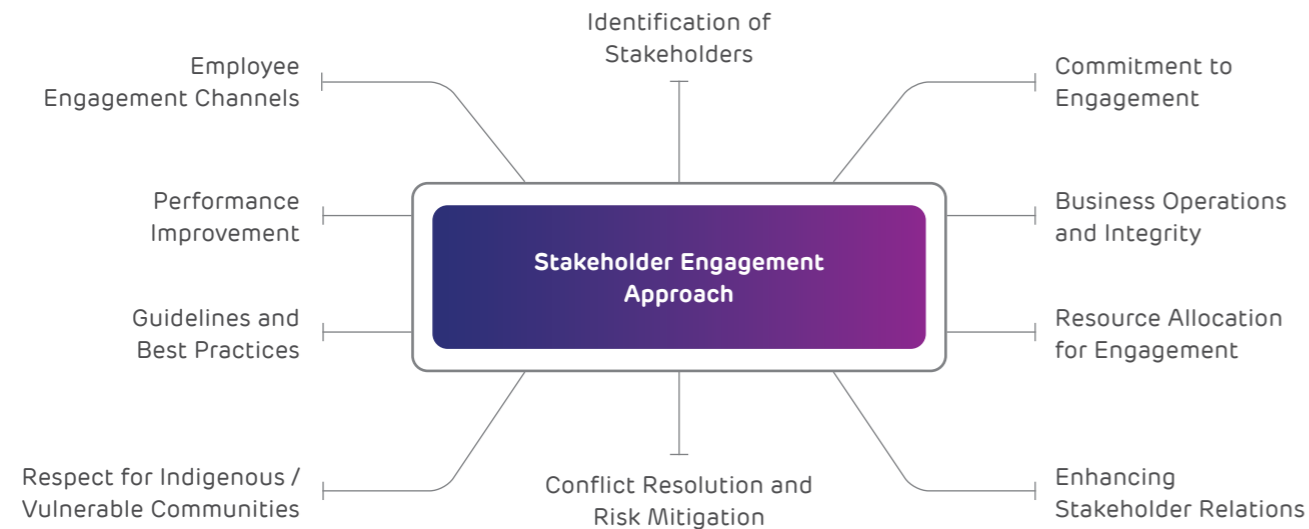 Identification of
Stakeholders
Employee
Engagement Channels
Commitment to
Engagement
Performance
Improvement
Business Operations
and Integrity
Stakeholder Engagement
Approach
Guidelines and
Best Practices
Resource Allocation
for Engagement
Respect for Indigenous /
Vulnerable Communities
Conflict Resolution and
Risk Mitigation
Enhancing
Stakeholder Relations